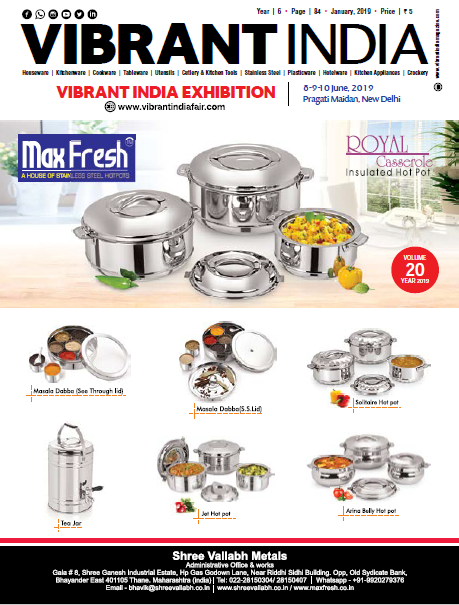 Year | 6 • Page | 84 • January, 2019 • Price | ₹ 5
VIBRANT INDIA
Houseware | Kitchenware | Cookware | Tableware | Utensils | Cutlery & Kitchen Tools | Stainless Steel | Plasticware | Hotelware | Kitchen Appliances | Crockery
VIBRANT INDIA EXHIBITION
www.vibrantindiafair.com
8-9-10 June, 2019
Pragati Maidan, New Delhi
Max Fresh
A HOUSE OF STAINLESS STEEL HOTPOTS
ROYAL
Casserole
Insulated Hot Pot
VOLUME
20
YEAR 2019
Masala Dabba (See Through lid)
Masala Dabba(S.S.Lid)
Solitaire Hot pot
Tea Jar
Jet Hot pot
Arina Belly Hot pot
Shree Vallabh Metals
Administrative Office & works
Gala # 8, Shree Ganesh Industrial Estate, Hp Gas Godown Lane, Near Riddhi Sidhi Building. Opp, Old Sydicate Bank,
Bhayander East 401105 Thane. Maharashtra (India) | Tel: 022-28150304/ 28150407 | Whatsapp - +91-9920279376
Email - bhavik@shreevallabh.co.in | www.shreevallabh.co.in / www.maxfresh.co.in